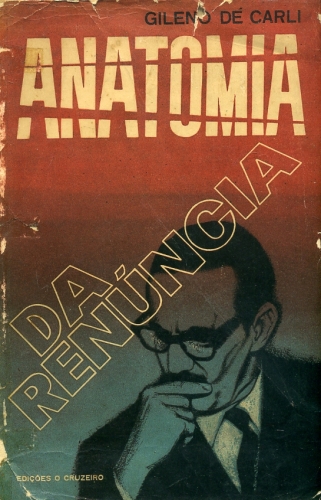 GILENO DE CARLI
ANATOMIA
DA
RENÚNCIA
EDIÇÕES O CRUZEIRO